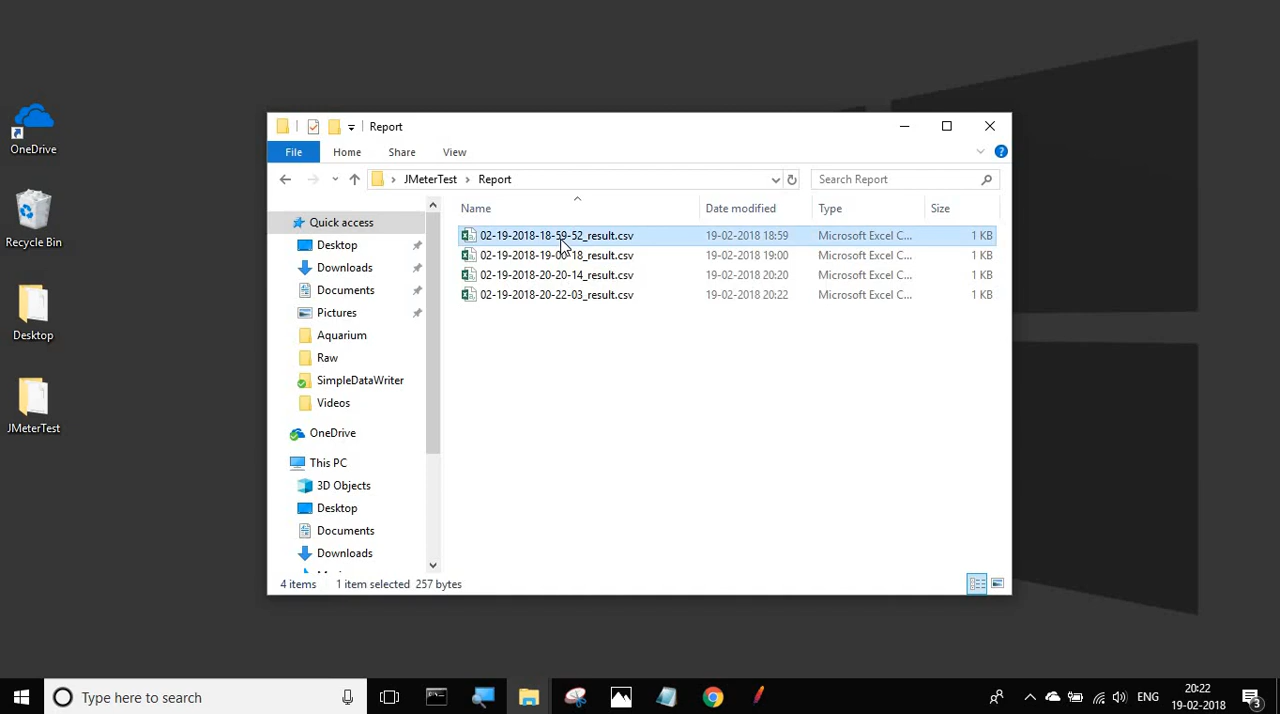 OneDrive
Recycle Bin
Desktop
JMeterTest
Report
File Home Share View
JMeterTest Report
Search Report
Name Date modified Type Size
Quick access
Desktop
Downloads
Documents
Pictures
Aquarium
Raw
SimpleDataWriter
Videos
OneDrive
This PC
3D Objects
Desktop
Documents
Downloads
02-19-2018-18-59-52_result.csv 19-02-2018 18:59 Microsoft Excel C... 1 KB
02-19-2018-19-00-18_result.csv 19-02-2018 19:00 Microsoft Excel C... 1 KB
02-19-2018-20-20-14_result.csv 19-02-2018 20:20 Microsoft Excel C... 1 KB
02-19-2018-20-22-03_result.csv 19-02-2018 20:22 Microsoft Excel C... 1 KB
4 items 1 item selected 257 bytes
Type here to search
ENG
20:22
19-02-2018
3